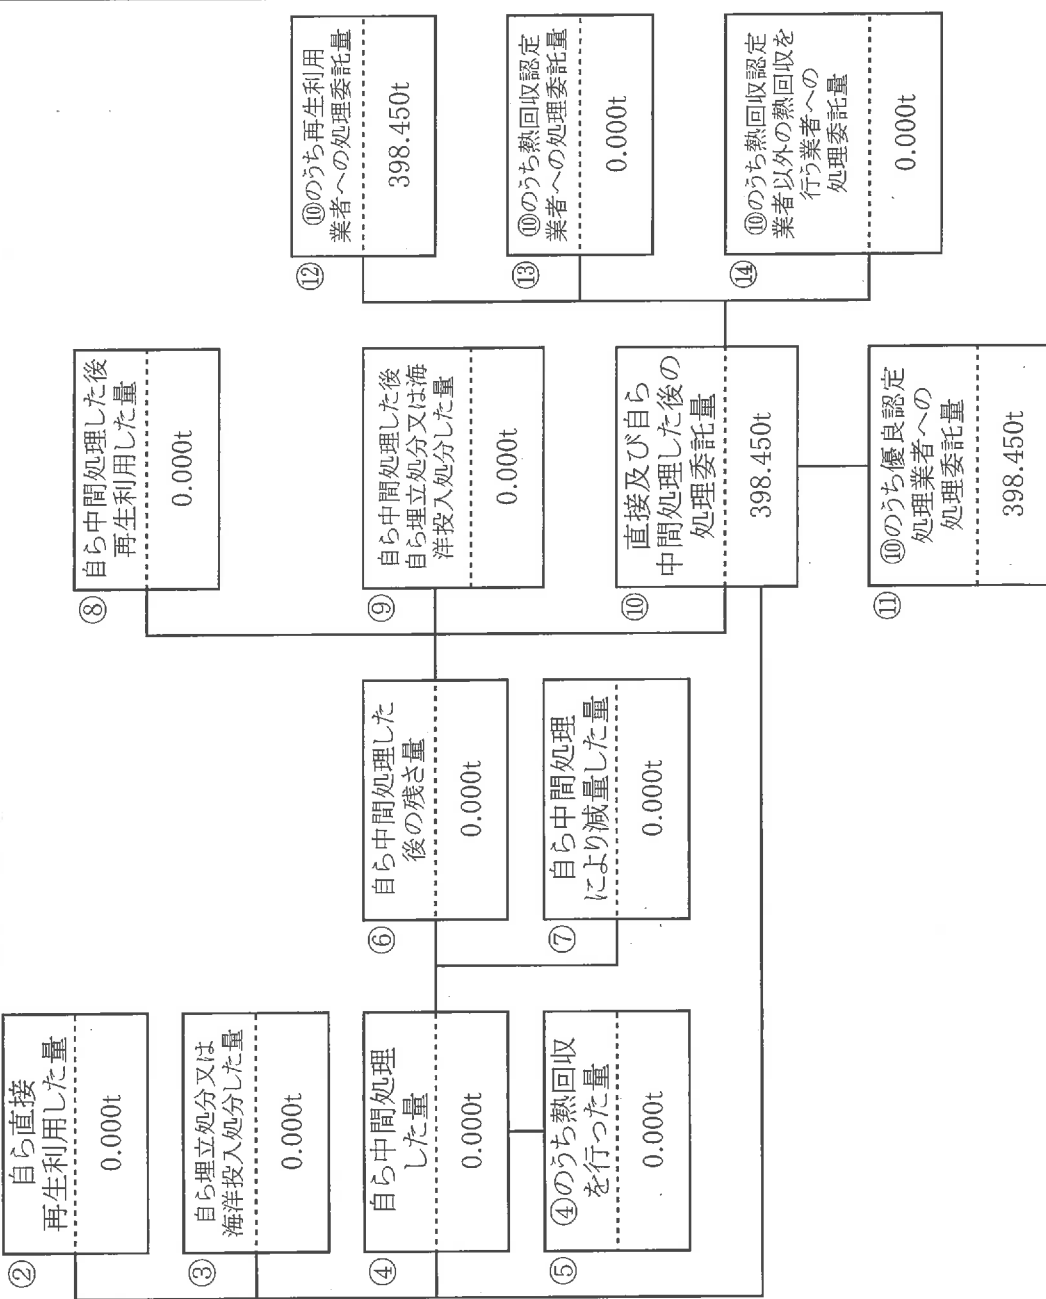 ②
自ら直接
再生利用した量
0.000t
③
自ら埋立処分又は
海洋投入処分した量
0.000t
④
自ら中間処理
した量
0.000t
⑤
④のうち熱回収
を行った量
0.000t
⑥
自ら中間処理した
後の残さ量
0.000t
⑦
自ら中間処理
により減量した量
0.000t
⑧
自ら中間処理した後
再生利用した量
0.000t
⑨
自ら中間処理した後
自ら埋立処分又は海
洋投入処分した量
0.000t
⑩
直接及び自ら
中間処理した後の
処理委託量
398.450t
⑪
⑩のうち優良認定
処理業者への
処理委託量
398.450t
⑫
⑩のうち再生利用
業者への処理委託量
398.450t
⑬
⑩のうち熱回収認定
業者への処理委託量
0.000t
⑭
⑩のうち熱回収認定
業者以外の熱回収を
行う業者への
処理委託量
0.000t